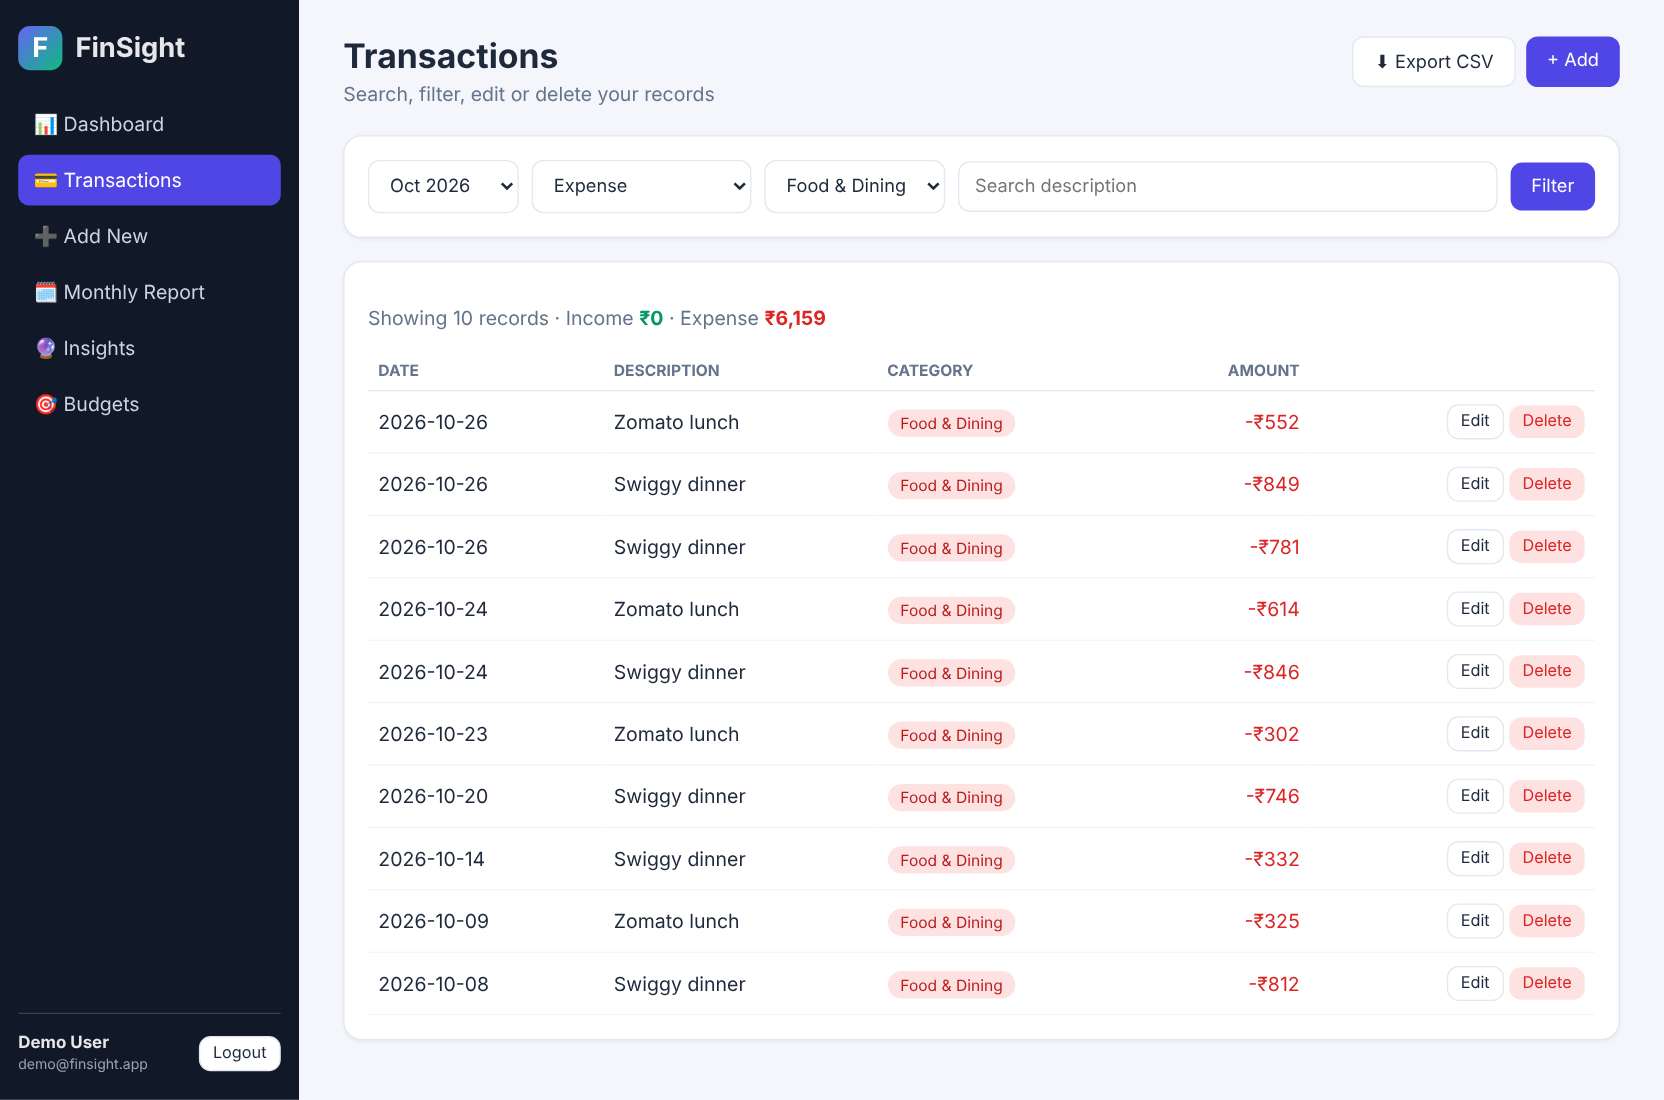 F FinSight
📊 Dashboard
💳 Transactions
➕ Add New
🗓️ Monthly Report
🔮 Insights
🎯 Budgets
Demo User
demo@finsight.app
Logout
Transactions
Search, filter, edit or delete your records
⬇ Export CSV
+ Add
Oct 2026 Expense Food & Dining Search description Filter
Showing 10 records · Income ₹0 · Expense ₹6,159
DATE DESCRIPTION CATEGORY AMOUNT
2026-10-26 Zomato lunch Food & Dining -₹552 Edit Delete
2026-10-26 Swiggy dinner Food & Dining -₹849 Edit Delete
2026-10-26 Swiggy dinner Food & Dining -₹781 Edit Delete
2026-10-24 Zomato lunch Food & Dining -₹614 Edit Delete
2026-10-24 Swiggy dinner Food & Dining -₹846 Edit Delete
2026-10-23 Zomato lunch Food & Dining -₹302 Edit Delete
2026-10-20 Swiggy dinner Food & Dining -₹746 Edit Delete
2026-10-14 Swiggy dinner Food & Dining -₹332 Edit Delete
2026-10-09 Zomato lunch Food & Dining -₹325 Edit Delete
2026-10-08 Swiggy dinner Food & Dining -₹812 Edit Delete